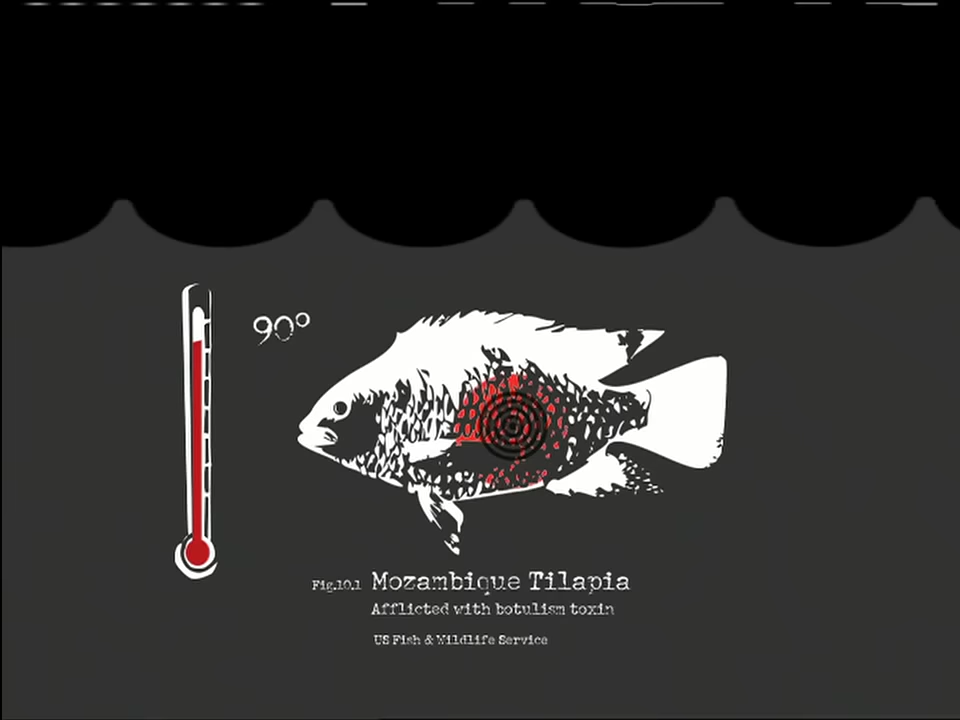 90°
Fig.10.1 Mozambique Tilapia
Afflicted with botulism toxin
US Fish & Wildlife Service